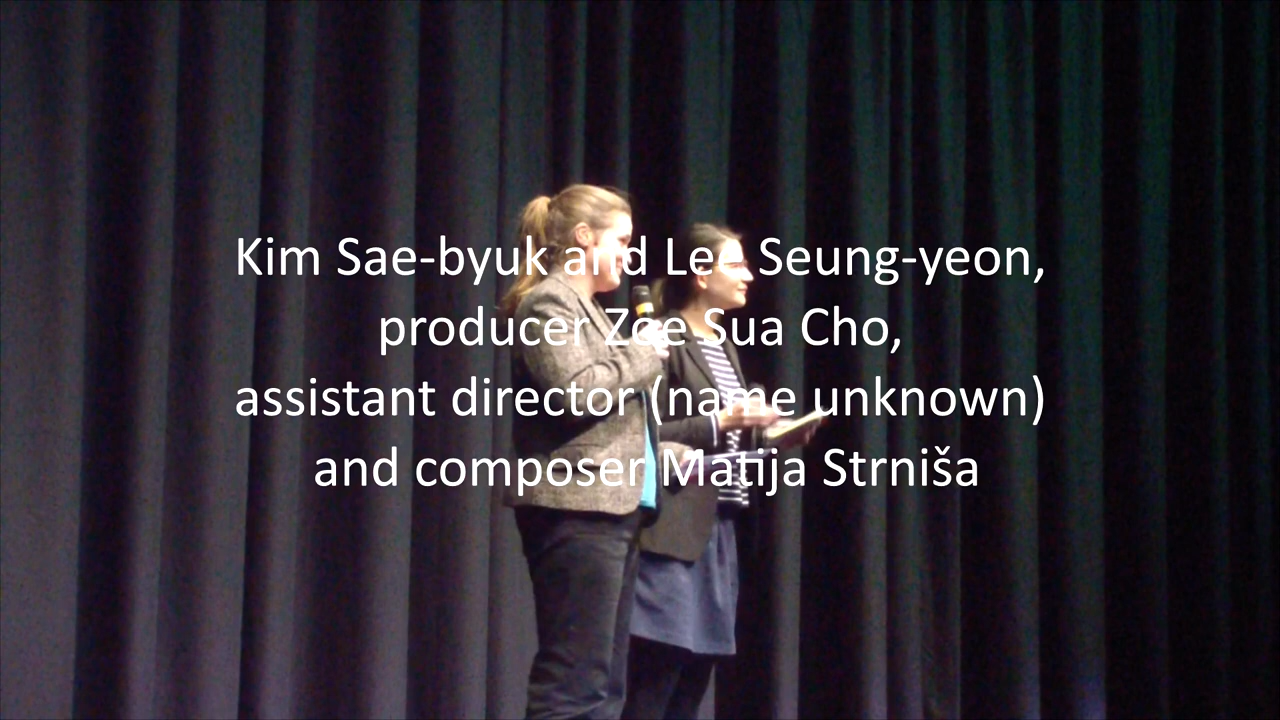 Kim Sae-byuk and Lee Seung-yeon,
producer Zoe Sua Cho,
assistant director (name unknown)
and composer Matija Strniša